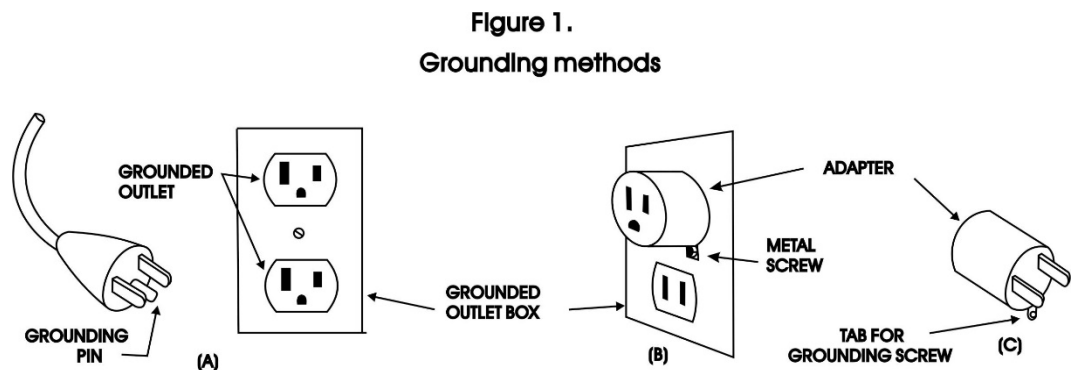 Figure 1.
Grounding methods
GROUNDED
OUTLET
GROUNDING
PIN
(A)
GROUNDED
OUTLET BOX
ADAPTER
METAL
SCREW
(B)
TAB FOR
GROUNDING SCREW
(C)